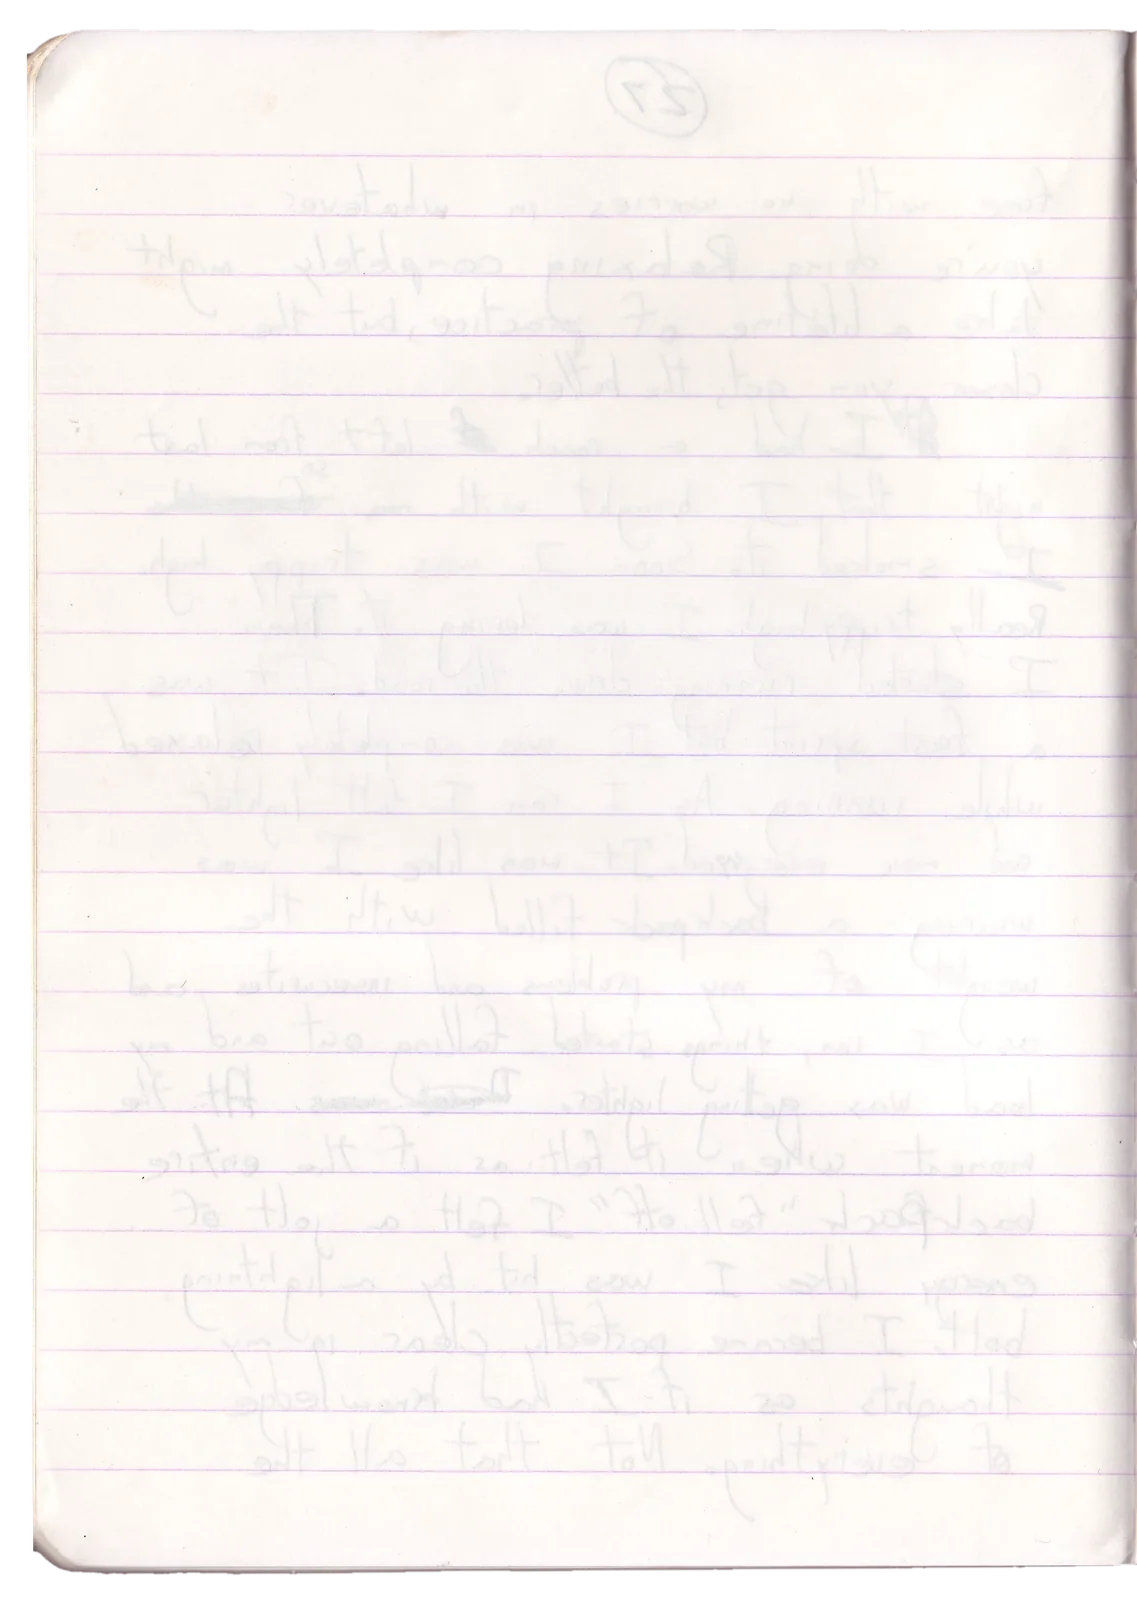 27
time with no worries in whatever
you're doing. Relaxing completely might
take a lifetime of practice, but the
closer you get, the better.
I had a left from last
night that I brought with me
I smoked it. Soon I was trippy high.
Really trippy high. I was loving it. Then
I started running down the It was
a fast sprint but I was completely relaxed
while running. As I ran I felt lighter
and It was like I was
wearing a backpack filled with the
weight of my problems and insecurities and
as I ran, things started falling out and my
load was getting lighter. At the
moment when it felt as if the entire
backpack "fell off" I felt a jolt of
energy like I was hit by a lightning
bolt. I became perfectly clear in my
thoughts as if I had knowledge
of everything. Not that all the